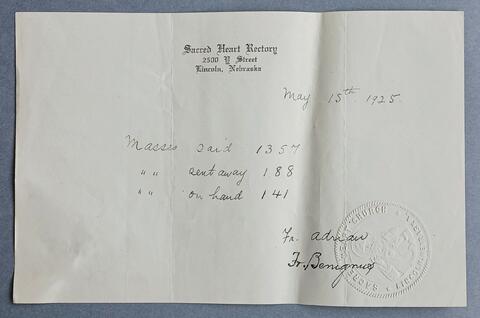 Sacred Heart Rectory
2500 Y Street
Lincoln, Nebraska
May 15th 1925.
Masses said 1357
" " sent away 188
" " on hand 141
Fr. Adrian
Fr. Benignus
CHURCH